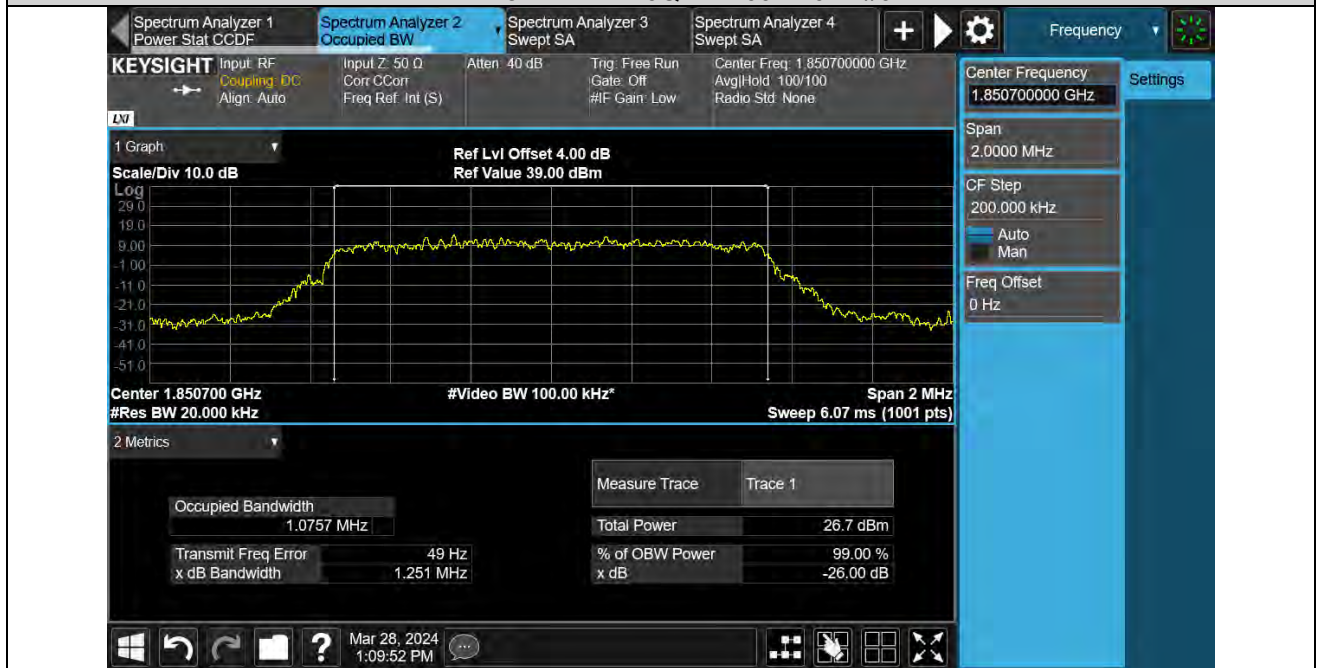 Spectrum Analyzer 1
Power Stat CCDF
Spectrum Analyzer 2
Occupied BW
Spectrum Analyzer 3
Swept SA
Spectrum Analyzer 4
Swept SA
+
Frequency
KEYSIGHT
LXI
Input: RF
Coupling: DC
Align: Auto
Input Z: 50 Ω
Corr CCorr
Freq Ref: Int (S)
Atten: 40 dB
Trig: Free Run
Gate: Off
#IF Gain: Low
Center Freq: 1.850700000 GHz
Avg|Hold: 100/100
Radio Std: None
Center Frequency
1.850700000 GHz
Settings
Span
2.0000 MHz
CF Step
200.000 kHz
Auto
Man
Freq Offset
0 Hz
1 Graph
Scale/Div 10.0 dB
Ref Lvl Offset 4.00 dB
Ref Value 39.00 dBm
Log
29.0
19.0
9.00
-1.00
-11.0
-21.0
-31.0
-41.0
-51.0
Center 1.850700 GHz
#Video BW 100.00 kHz*
Span 2 MHz
#Res BW 20.000 kHz
Sweep 6.07 ms (1001 pts)
2 Metrics
Measure Trace
Trace 1
Occupied Bandwidth
1.0757 MHz
Total Power
26.7 dBm
Transmit Freq Error
49 Hz
% of OBW Power
99.00 %
x dB Bandwidth
1.251 MHz
x dB
-26.00 dB
?
Mar 28, 2024
1:09:52 PM